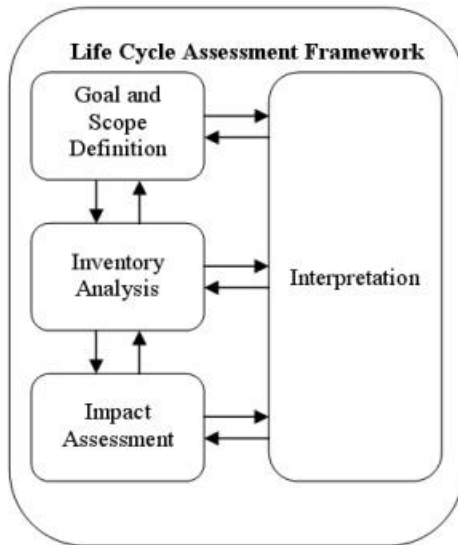 Life Cycle Assessment Framework
Goal and
Scope
Definition
Inventory
Analysis
Interpretation
Impact
Assessment